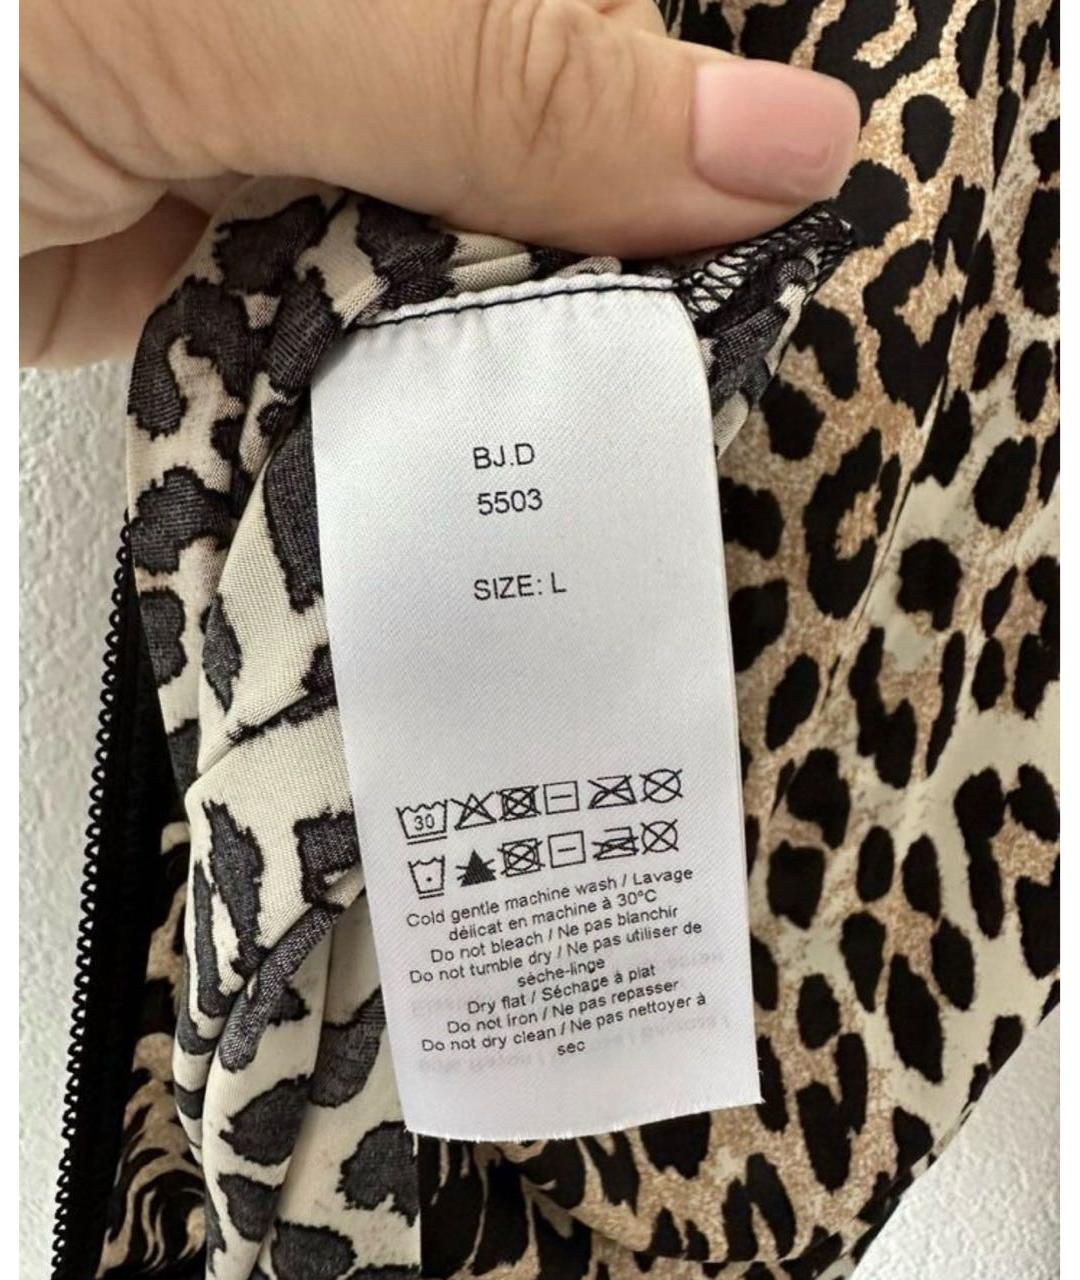 BJ.D
5503
SIZE: L
30
Cold gentle machine wash / Lavage
délicat en machine à 30°C
Do not bleach / Ne pas blanchir
Do not tumble dry / Ne pas utiliser de
sèche-linge
Dry flat / Séchage à plat
Do not iron / Ne pas repasser
Do not dry clean / Ne pas nettoyer à
sec